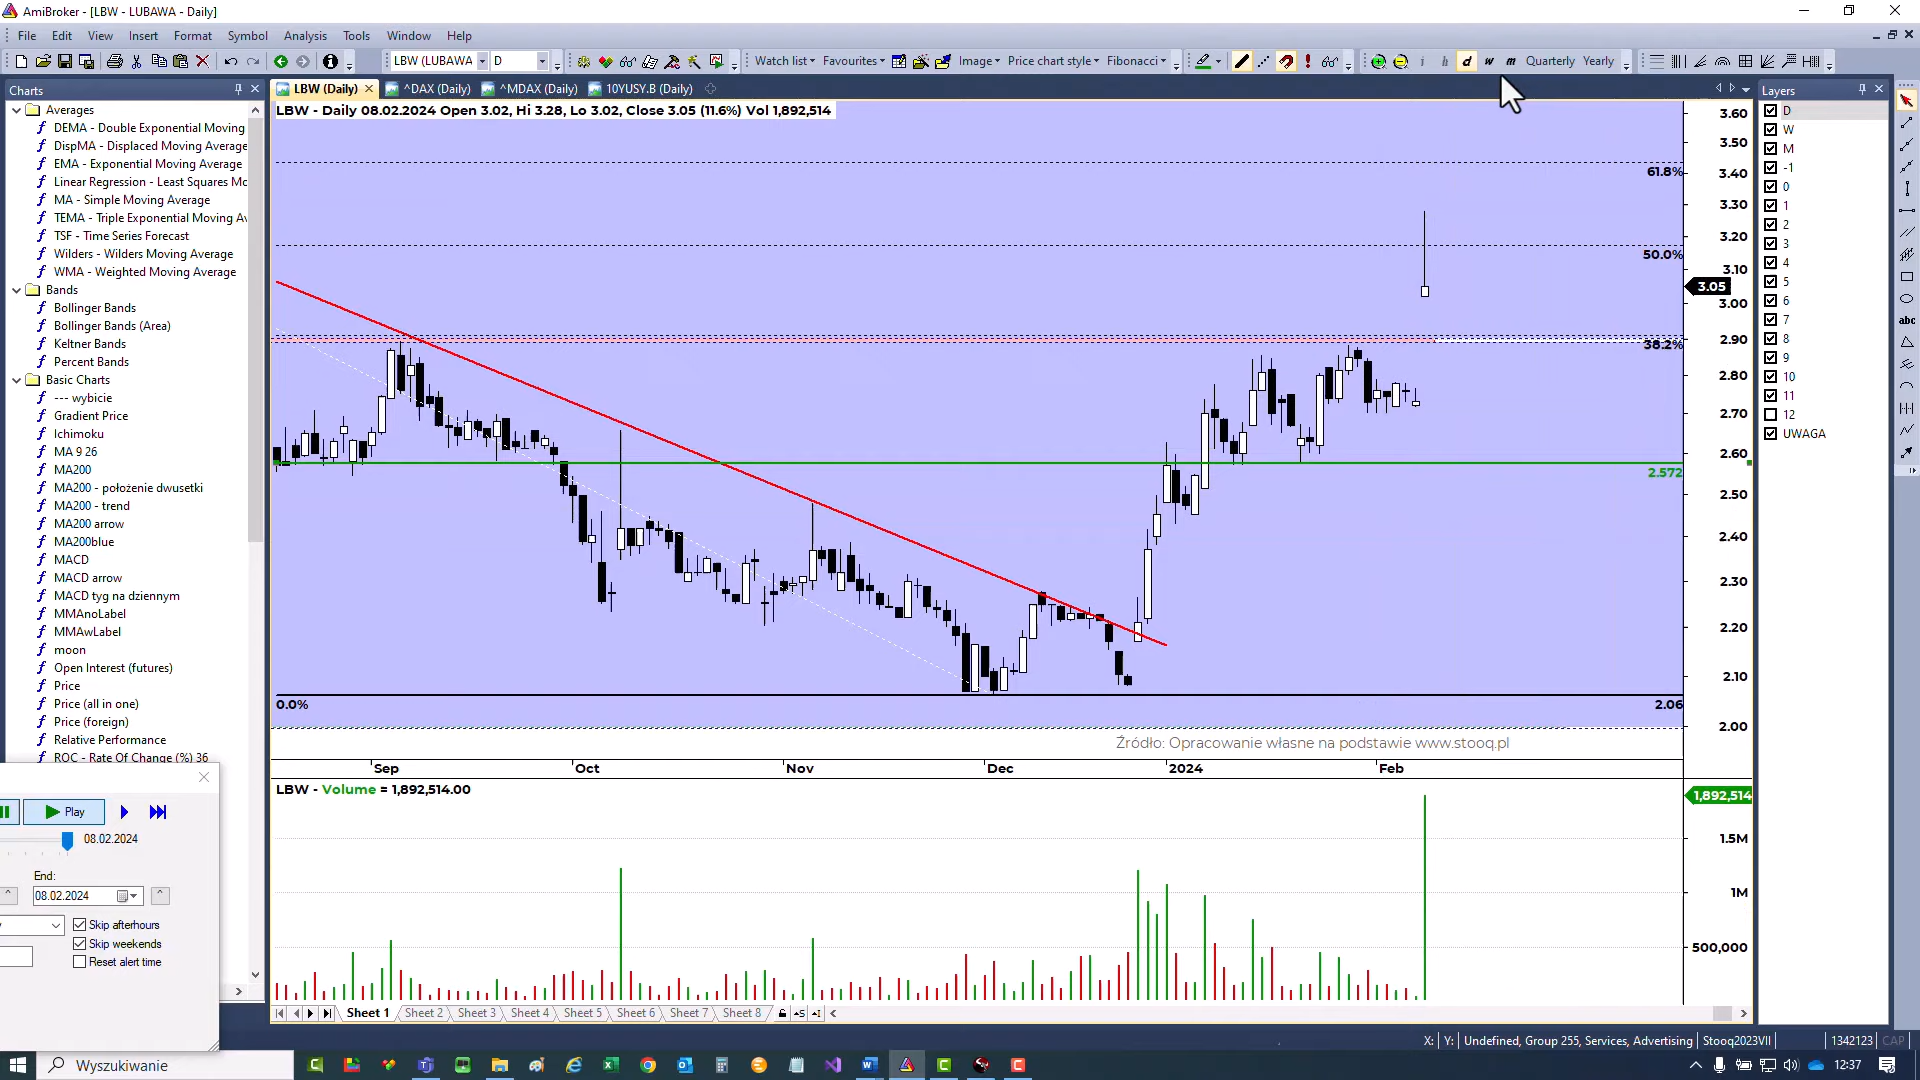 AmiBroker - [LBW - LUBAWA - Daily]
File Edit View Insert Format Symbol Analysis Tools Window Help
LBW (LUBAWA D Watch list Favourites Image Price chart style Fibonacci i h d w m Quarterly Yearly
Charts
LBW (Daily) ^DAX (Daily) ^MDAX (Daily) 10YUSY.B (Daily)
Layers
LBW - Daily 08.02.2024 Open 3.02, Hi 3.28, Lo 3.02, Close 3.05 (11.6%) Vol 1,892,514
Averages
DEMA - Double Exponential Moving
DispMA - Displaced Moving Average
EMA - Exponential Moving Average
Linear Regression - Least Squares Mo
MA - Simple Moving Average
TEMA - Triple Exponential Moving Av
TSF - Time Series Forecast
Wilders - Wilders Moving Average
WMA - Weighted Moving Average
Bands
Bollinger Bands
Bollinger Bands (Area)
Keltner Bands
Percent Bands
Basic Charts
--- wybicie
Gradient Price
Ichimoku
MA 9 26
MA200
MA200 - położenie dwusetki
MA200 - trend
MA200 arrow
MA200blue
MACD
MACD arrow
MACD tyg na dziennym
MMAnoLabel
MMAwLabel
moon
Open Interest (futures)
Price
Price (all in one)
Price (foreign)
Relative Performance
ROC - Rate Of Change (%) 36
Play
08.02.2024
End:
08.02.2024
Skip afterhours
Skip weekends
Reset alert time
61.8%
50.0%
38.2%
2.572
0.0%
2.06
3.60
3.50
3.40
3.30
3.20
3.10
3.05
3.00
2.90
2.80
2.70
2.60
2.50
2.40
2.30
2.20
2.10
2.00
Źródło: Opracowanie własne na podstawie www.stooq.pl
Sep Oct Nov Dec 2024 Feb
LBW - Volume = 1,892,514.00
1,892,514
1.5M
1M
500,000
Sheet 1 Sheet 2 Sheet 3 Sheet 4 Sheet 5 Sheet 6 Sheet 7 Sheet 8
D
W
M
-1
0
1
2
3
4
5
6
7
8
9
10
11
12
UWAGA
abc
X: Y: Undefined, Group 255, Services, Advertising Stooq2023VII 1342123 CAP
Wyszukiwanie
12:37